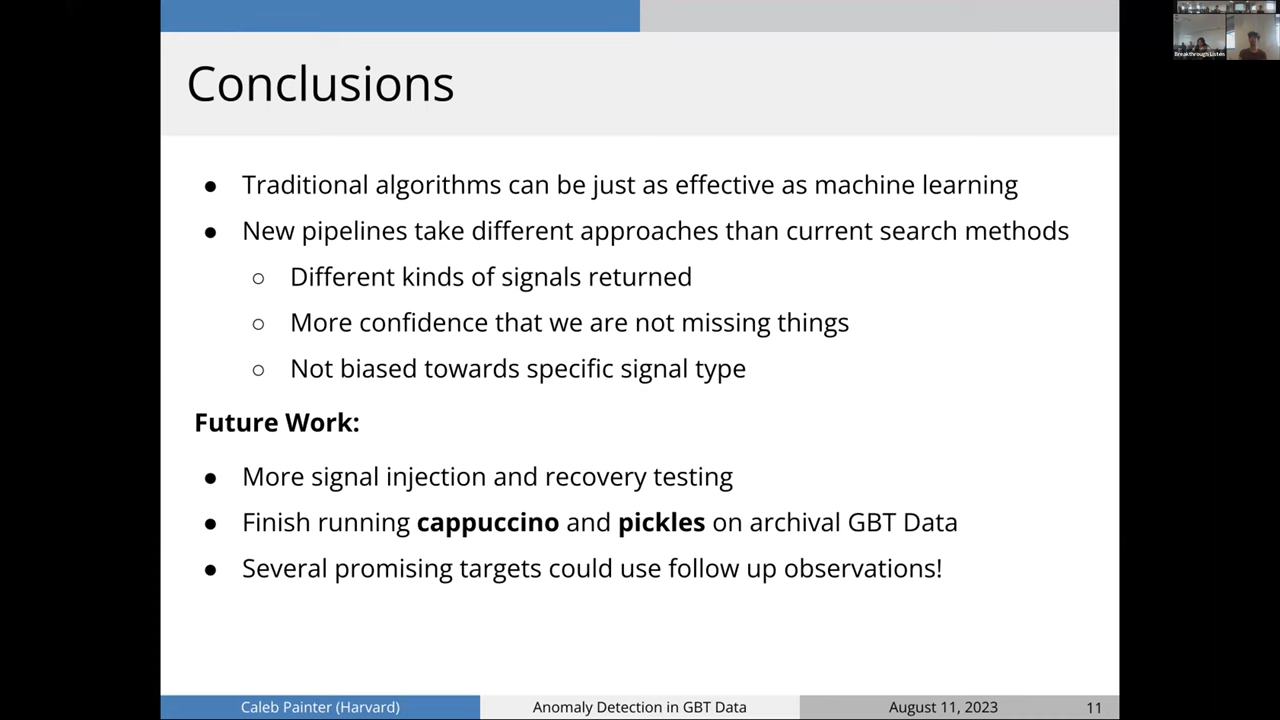 Breakthrough Listen
Conclusions
● Traditional algorithms can be just as effective as machine learning
● New pipelines take different approaches than current search methods
○ Different kinds of signals returned
○ More confidence that we are not missing things
○ Not biased towards specific signal type
Future Work:
● More signal injection and recovery testing
● Finish running cappuccino and pickles on archival GBT Data
● Several promising targets could use follow up observations!
Caleb Painter (Harvard) Anomaly Detection in GBT Data August 11, 2023 11